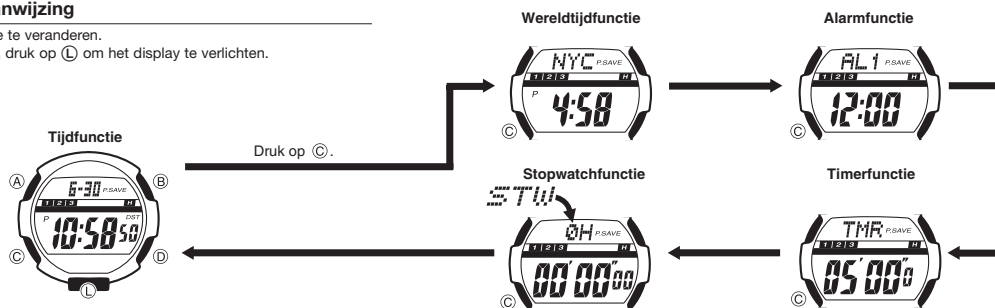 anwijzing
e te veranderen.
druk op Ⓛ om het display te verlichten.
Wereldtijdfunctie
Alarmfunctie
NYC P.SAVE
1 2 3 H
P
4:58
Ⓒ
AL1 P.SAVE
1 2 3 H
12:00
Ⓒ
Tijdfunctie
Druk op Ⓒ.
Ⓐ
Ⓑ
6-30 P.SAVE
1 2 3 H
P DST
10:58 50
Ⓒ
Ⓓ
Ⓛ
Stopwatchfunctie
STW
0H P.SAVE
1 2 3 H
00'00"00
Ⓒ
Timerfunctie
TMR P.SAVE
1 2 3 H
05'00"0
Ⓒ